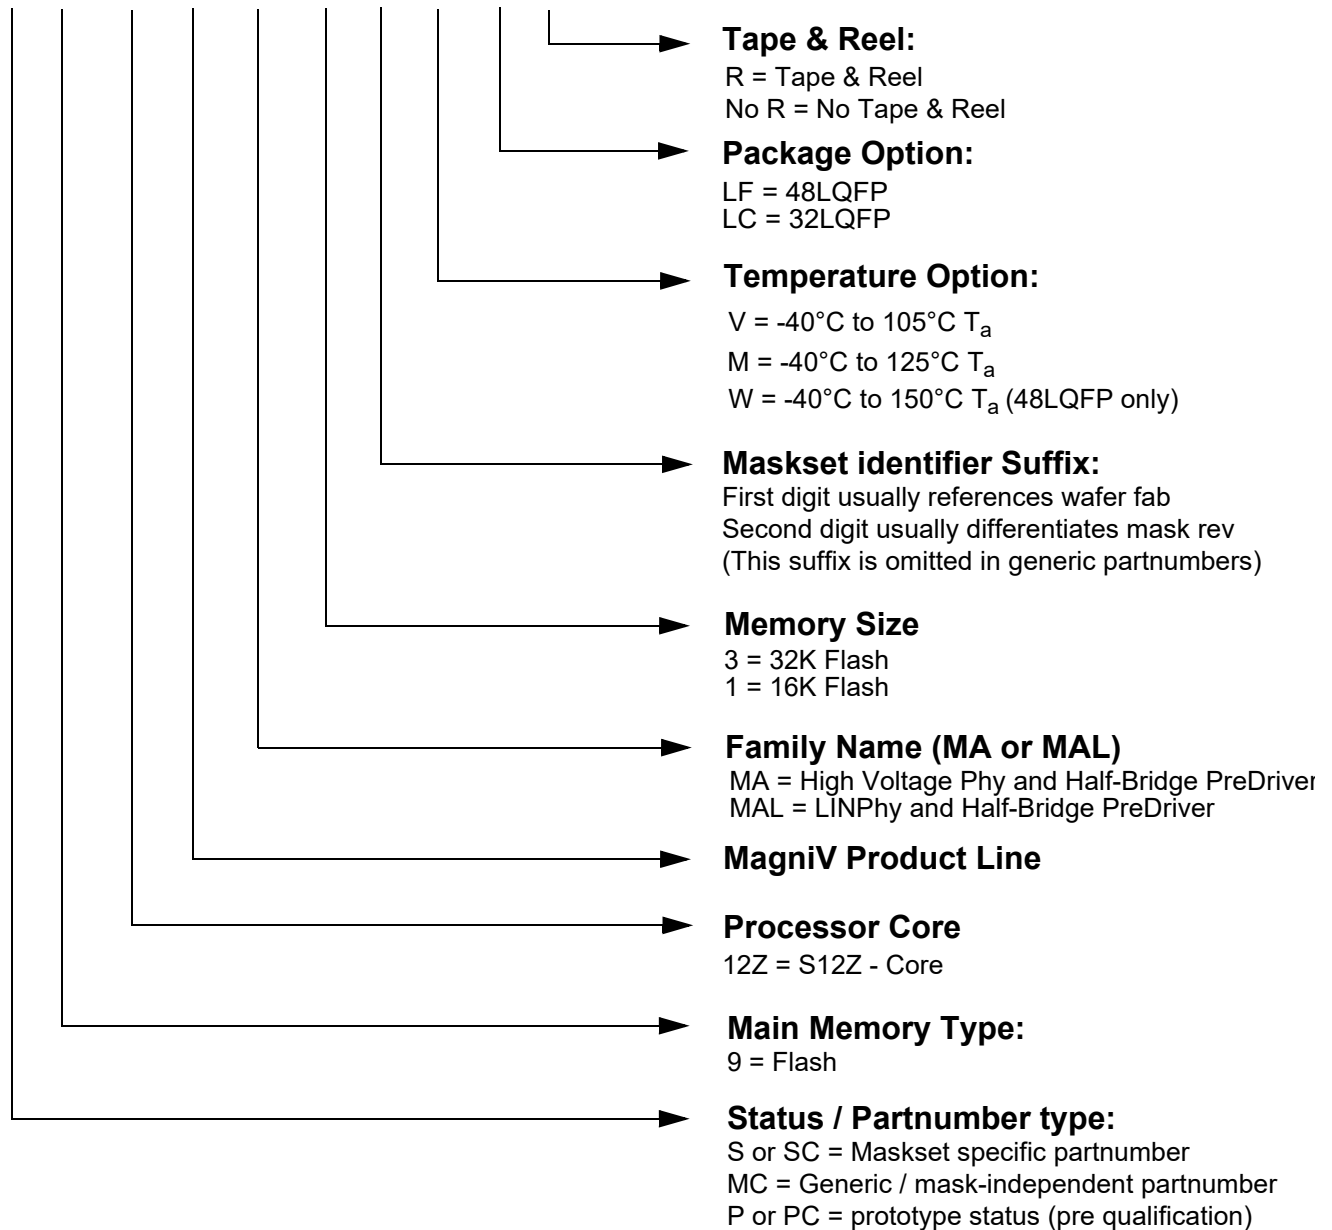 Tape & Reel:
R = Tape & Reel
No R = No Tape & Reel
Package Option:
LF = 48LQFP
LC = 32LQFP
Temperature Option:
V = -40°C to 105°C Ta
M = -40°C to 125°C Ta
W = -40°C to 150°C Ta (48LQFP only)
Maskset identifier Suffix:
First digit usually references wafer fab
Second digit usually differentiates mask rev
(This suffix is omitted in generic partnumbers)
Memory Size
3 = 32K Flash
1 = 16K Flash
Family Name (MA or MAL)
MA = High Voltage Phy and Half-Bridge PreDriver
MAL = LINPhy and Half-Bridge PreDriver
MagniV Product Line
Processor Core
12Z = S12Z - Core
Main Memory Type:
9 = Flash
Status / Partnumber type:
S or SC = Maskset specific partnumber
MC = Generic / mask-independent partnumber
P or PC = prototype status (pre qualification)